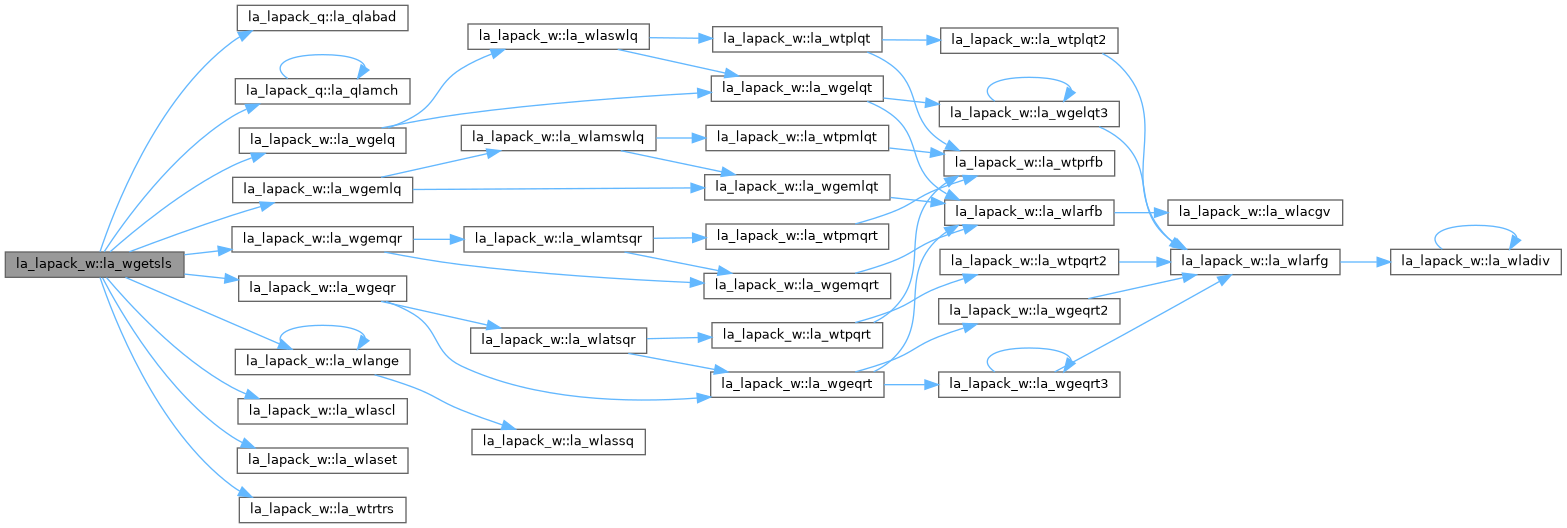 la_lapack_w::la_wgetsls
la_lapack_q::la_qlabad
la_lapack_q::la_qlamch
la_lapack_w::la_wgelq
la_lapack_w::la_wgemlq
la_lapack_w::la_wgemqr
la_lapack_w::la_wgeqr
la_lapack_w::la_wlange
la_lapack_w::la_wlascl
la_lapack_w::la_wlaset
la_lapack_w::la_wtrtrs
la_lapack_w::la_wlaswlq
la_lapack_w::la_wlamswlq
la_lapack_w::la_wlamtsqr
la_lapack_w::la_wlatsqr
la_lapack_w::la_wlassq
la_lapack_w::la_wtplqt
la_lapack_w::la_wgelqt
la_lapack_w::la_wtpmlqt
la_lapack_w::la_wgemlqt
la_lapack_w::la_wtpmqrt
la_lapack_w::la_wgemqrt
la_lapack_w::la_wtpqrt
la_lapack_w::la_wgeqrt
la_lapack_w::la_wtplqt2
la_lapack_w::la_wgelqt3
la_lapack_w::la_wtprfb
la_lapack_w::la_wlarfb
la_lapack_w::la_wtpqrt2
la_lapack_w::la_wgeqrt2
la_lapack_w::la_wgeqrt3
la_lapack_w::la_wlacgv
la_lapack_w::la_wlarfg
la_lapack_w::la_wladiv